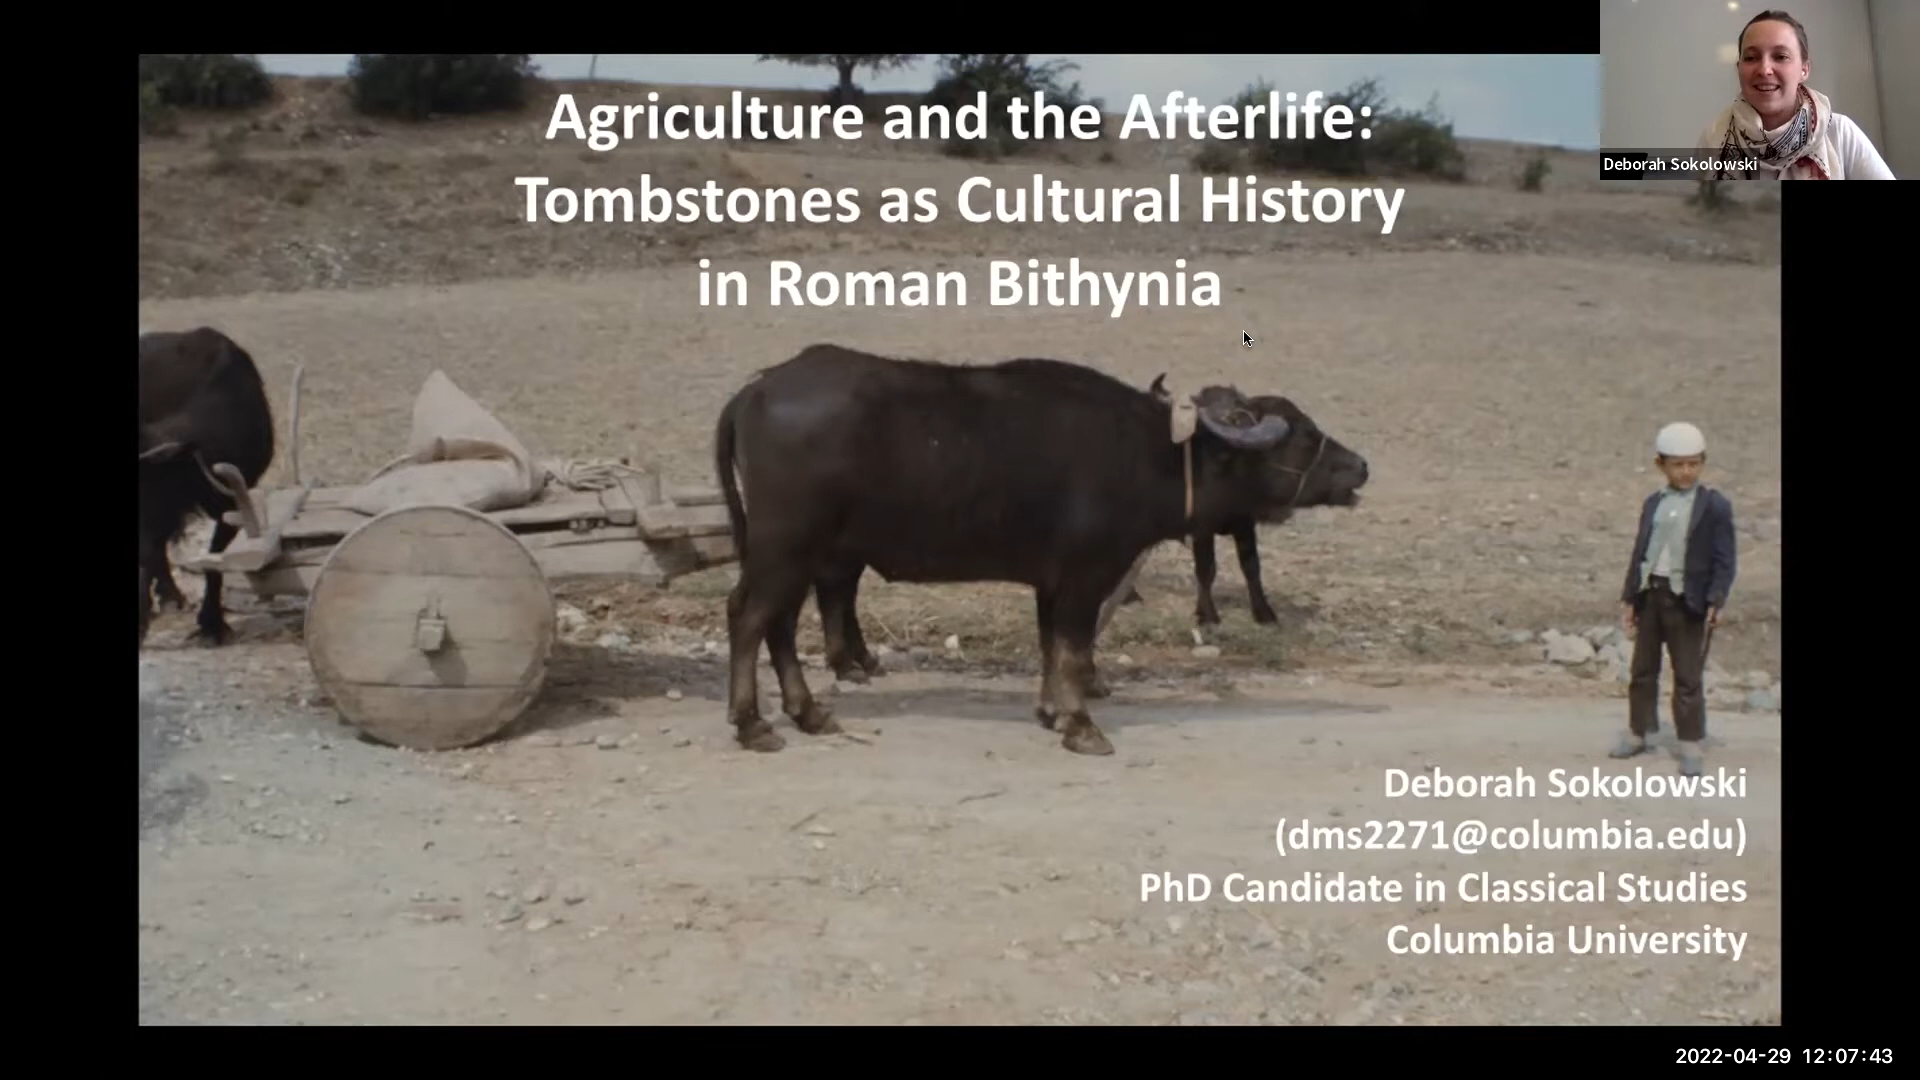 Agriculture and the Afterlife:
Tombstones as Cultural History
in Roman Bithynia
Deborah Sokolowski
Deborah Sokolowski
(dms2271@columbia.edu)
PhD Candidate in Classical Studies
Columbia University
2022-04-29 12:07:43